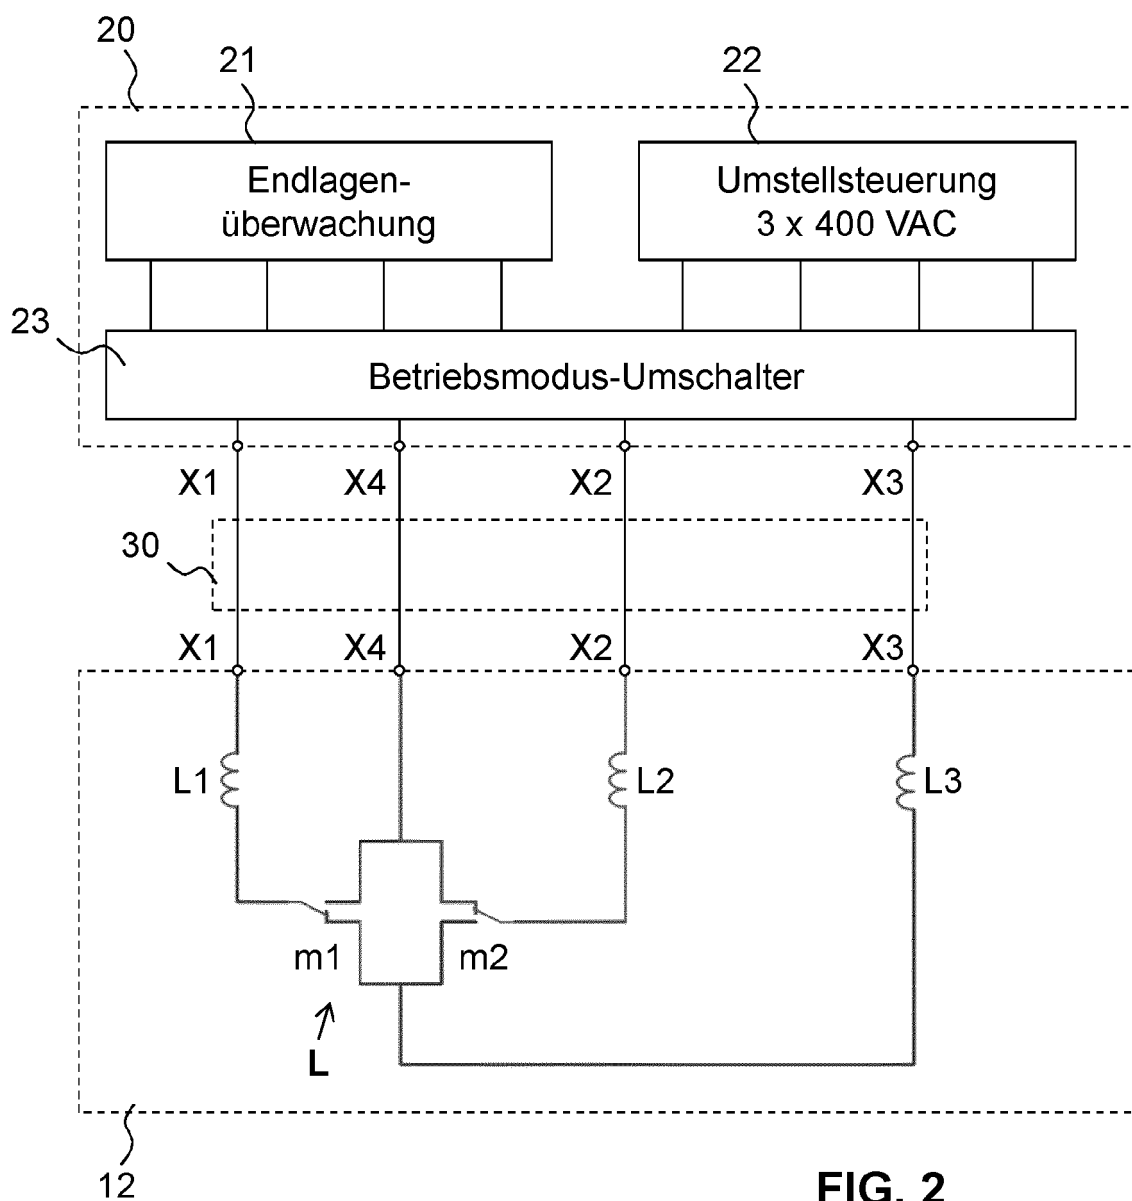 20
21
22
Endlagen-
überwachung
Umstellsteuerung
3 x 400 VAC
23
Betriebsmodus-Umschalter
X1 X4 X2 X3
30
X1 X4 X2 X3
L1 L2 L3
m1 m2
L
12
FIG. 2